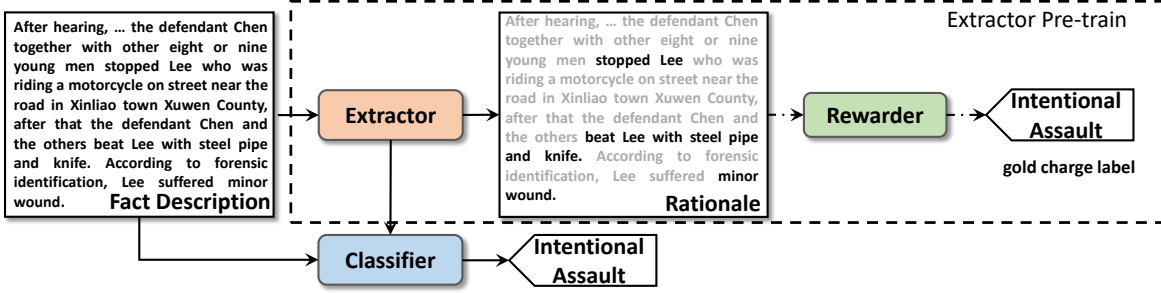 After hearing, ... the defendant Chen
together with other eight or nine
young men stopped Lee who was
riding a motorcycle on street near the
road in Xinliao town Xuwen County,
after that the defendant Chen and
the others beat Lee with steel pipe
and knife. According to forensic
identification, Lee suffered minor
wound. Fact Description
Extractor
After hearing, ... the defendant Chen
together with other eight or nine
young men stopped Lee who was
riding a motorcycle on street near the
road in Xinliao town Xuwen County,
after that the defendant Chen and
the others beat Lee with steel pipe
and knife. According to forensic
identification, Lee suffered minor
wound. Rationale
Extractor Pre-train
Rewarder
Intentional
Assault
gold charge label
Classifier
Intentional
Assault